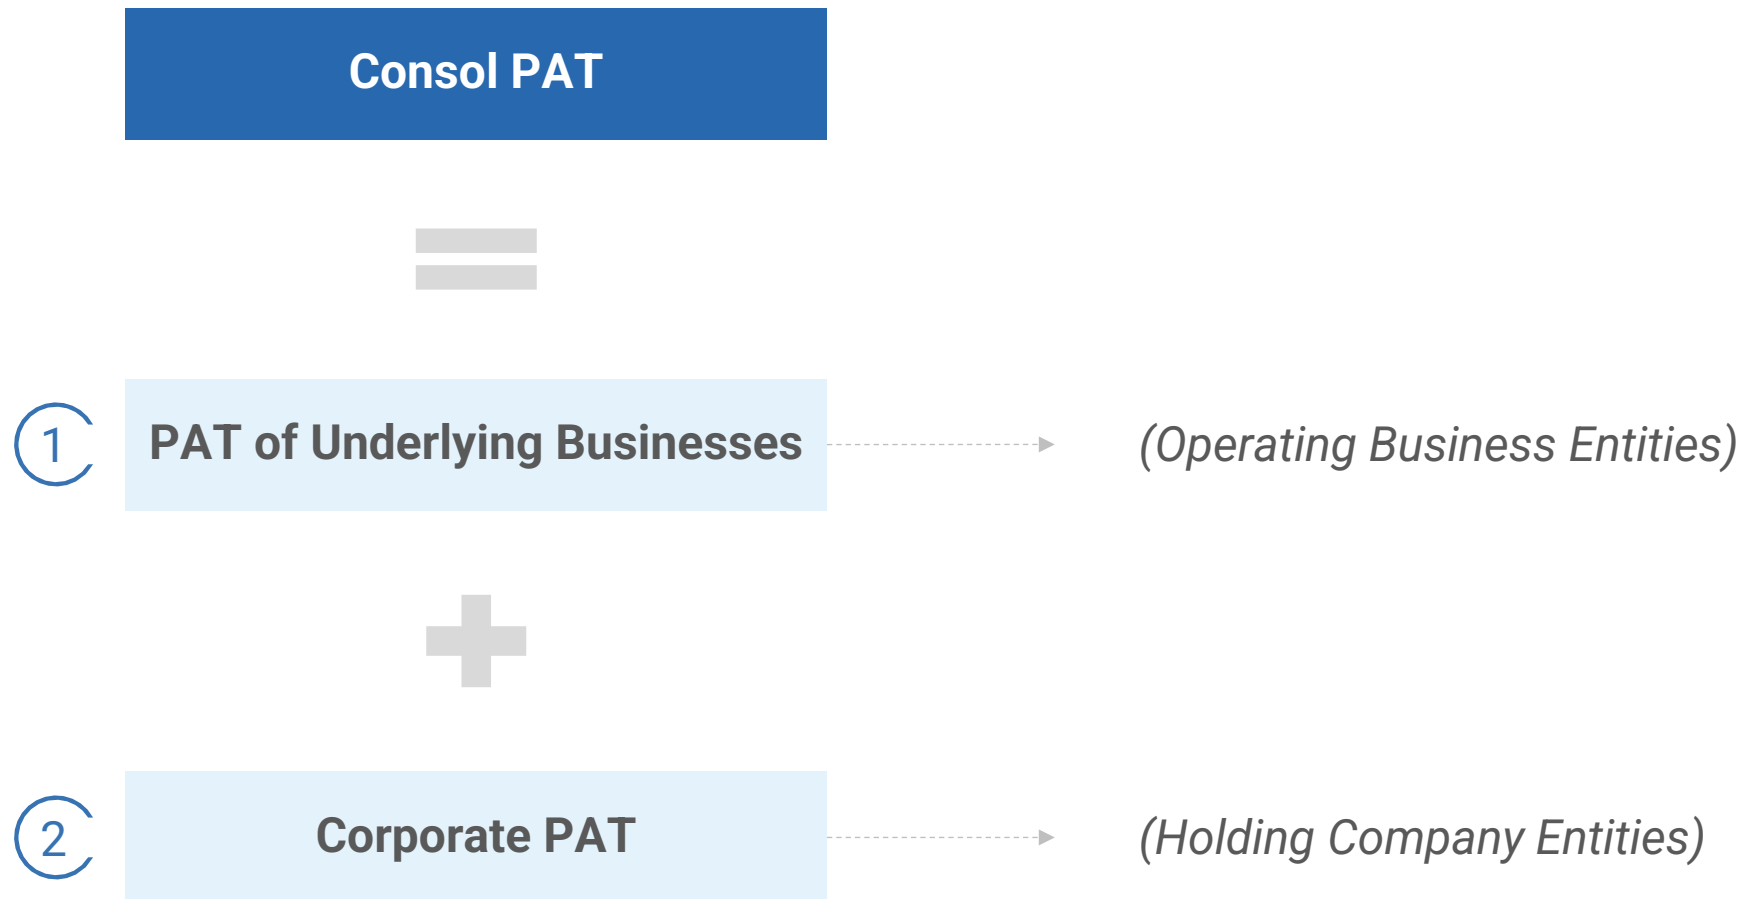 Consol PAT
1
PAT of Underlying Businesses
(Operating Business Entities)
2
Corporate PAT
(Holding Company Entities)